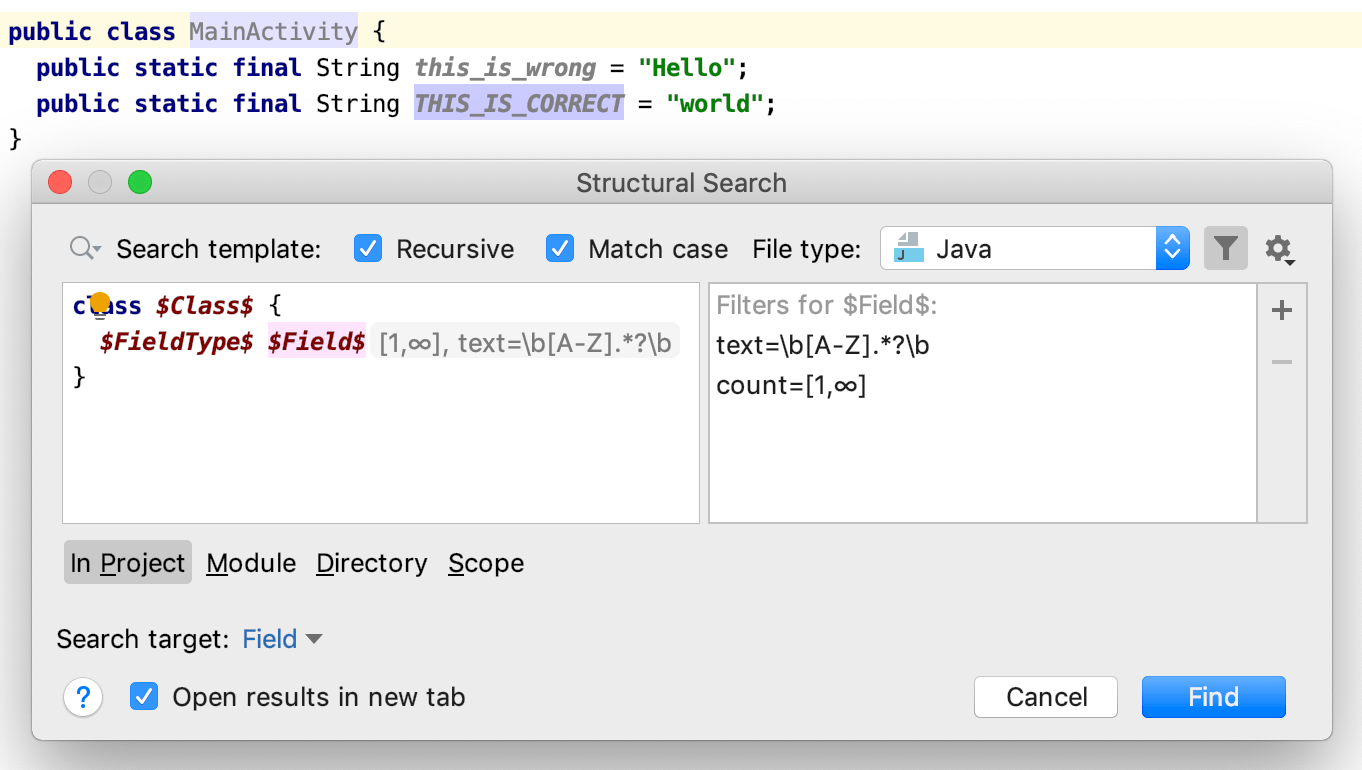 public class MainActivity {
public static final String this_is_wrong = "Hello";
public static final String THIS_IS_CORRECT = "world";
}
Structural Search
Search template: Recursive Match case File type: Java
class $Class$ {
$FieldType$ $Field$ [1,∞], text=\b[A-Z].*?\b
}
Filters for $Field$:
text=\b[A-Z].*?\b
count=[1,∞]
In Project Module Directory Scope
Search target: Field
? Open results in new tab Cancel Find